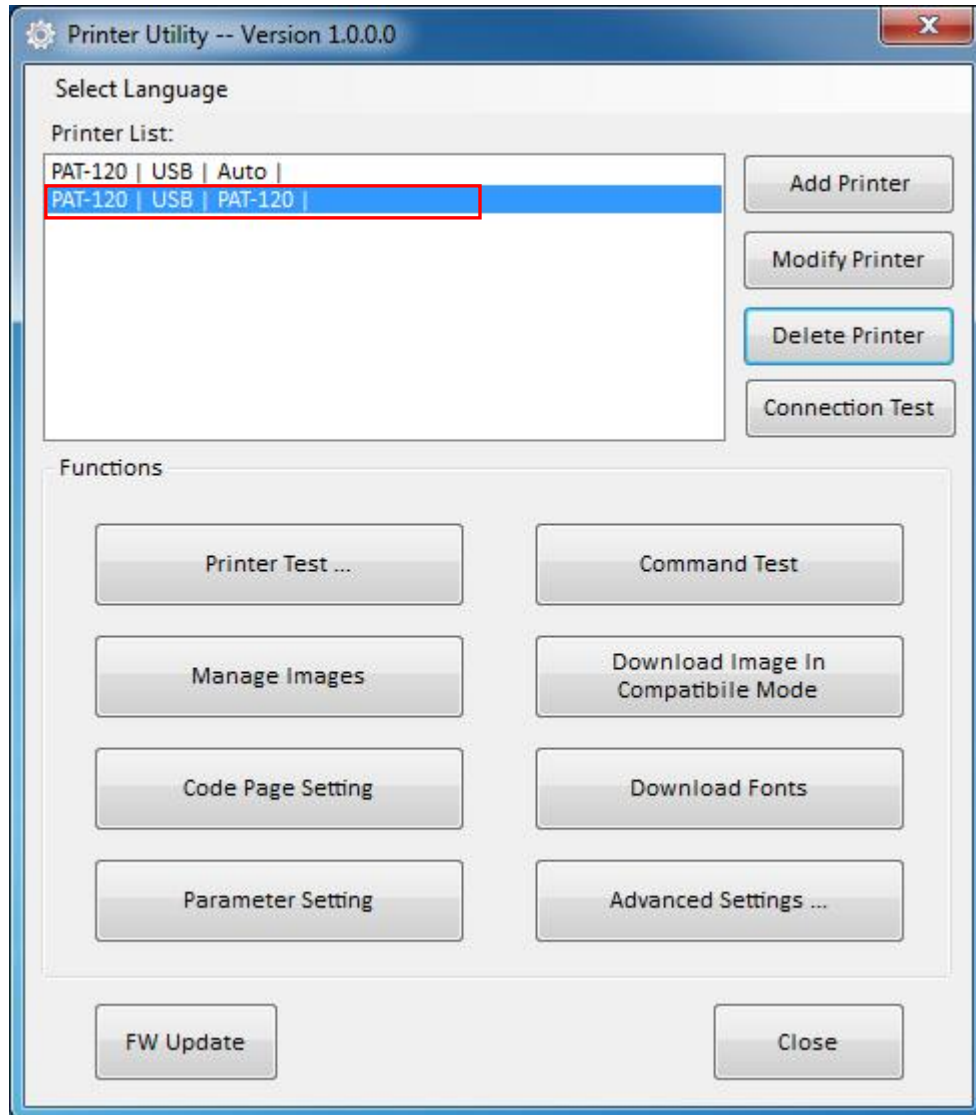 Printer Utility -- Version 1.0.0.0
X
Select Language
Printer List:
PAT-120 | USB | Auto |
PAT-120 | USB | PAT-120 |
Add Printer
Modify Printer
Delete Printer
Connection Test
Functions
Printer Test ...
Command Test
Manage Images
Download Image In
Compatibile Mode
Code Page Setting
Download Fonts
Parameter Setting
Advanced Settings ...
FW Update
Close